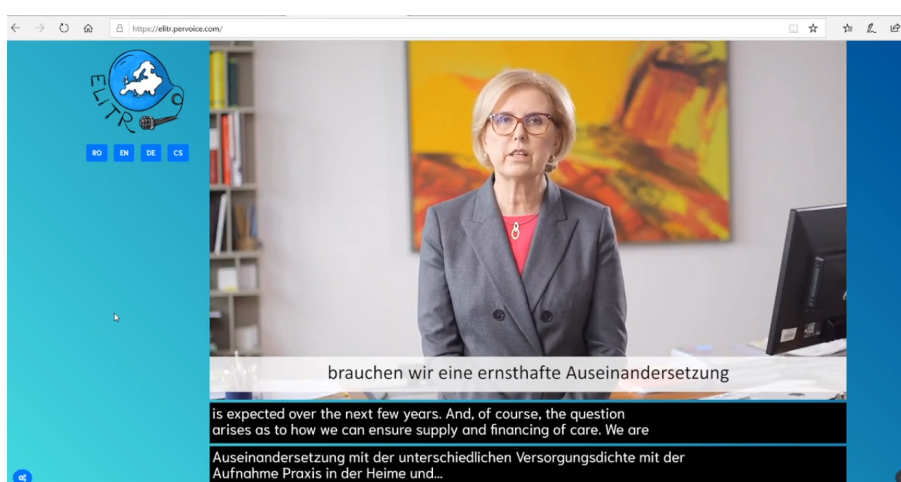 https://elitr.pervoice.com/
ELITR
RO EN DE CS
brauchen wir eine ernsthafte Auseinandersetzung
is expected over the next few years. And, of course, the question
arises as to how we can ensure supply and financing of care. We are
Auseinandersetzung mit der unterschiedlichen Versorgungsdichte mit der
Aufnahme Praxis in der Heime und...